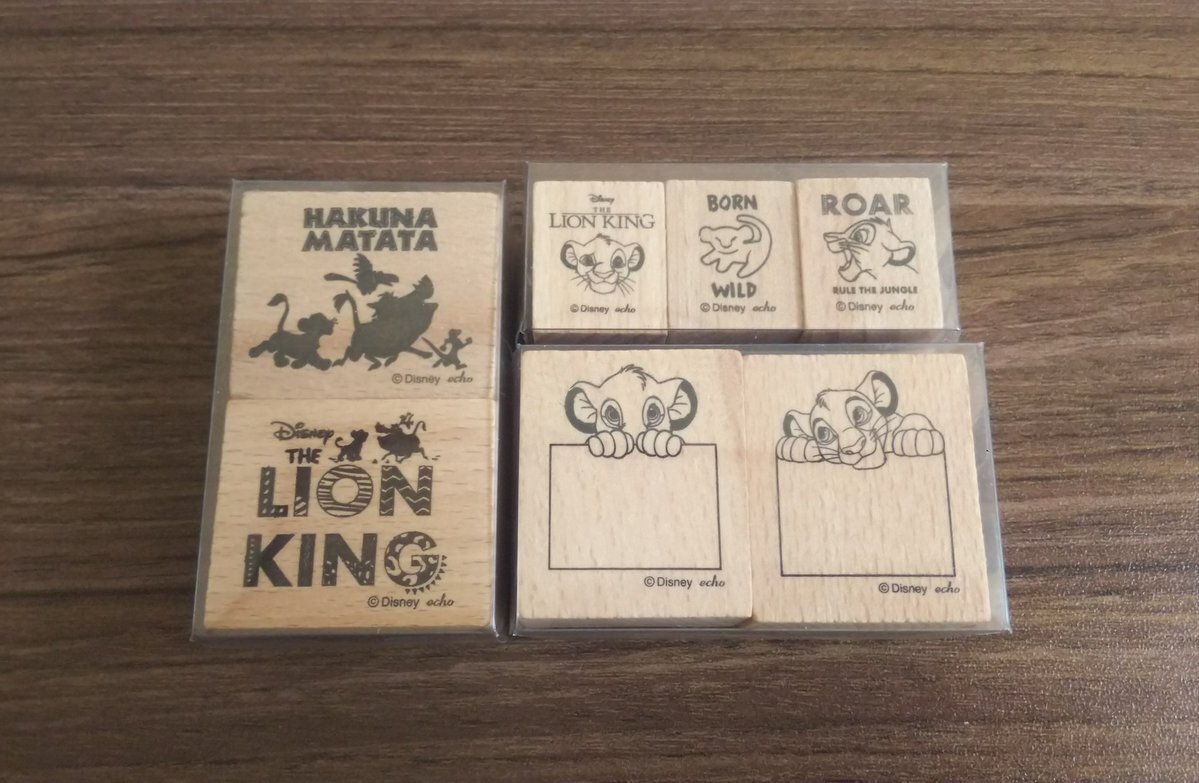 HAKUNA
MATATA
©Disney echo
Disney
THE
LION
KING
©Disney echo
Disney
THE
LION KING
©Disney echo
BORN
WILD
©Disney echo
ROAR
RULE THE JUNGLE
©Disney echo
©Disney echo
©Disney echo